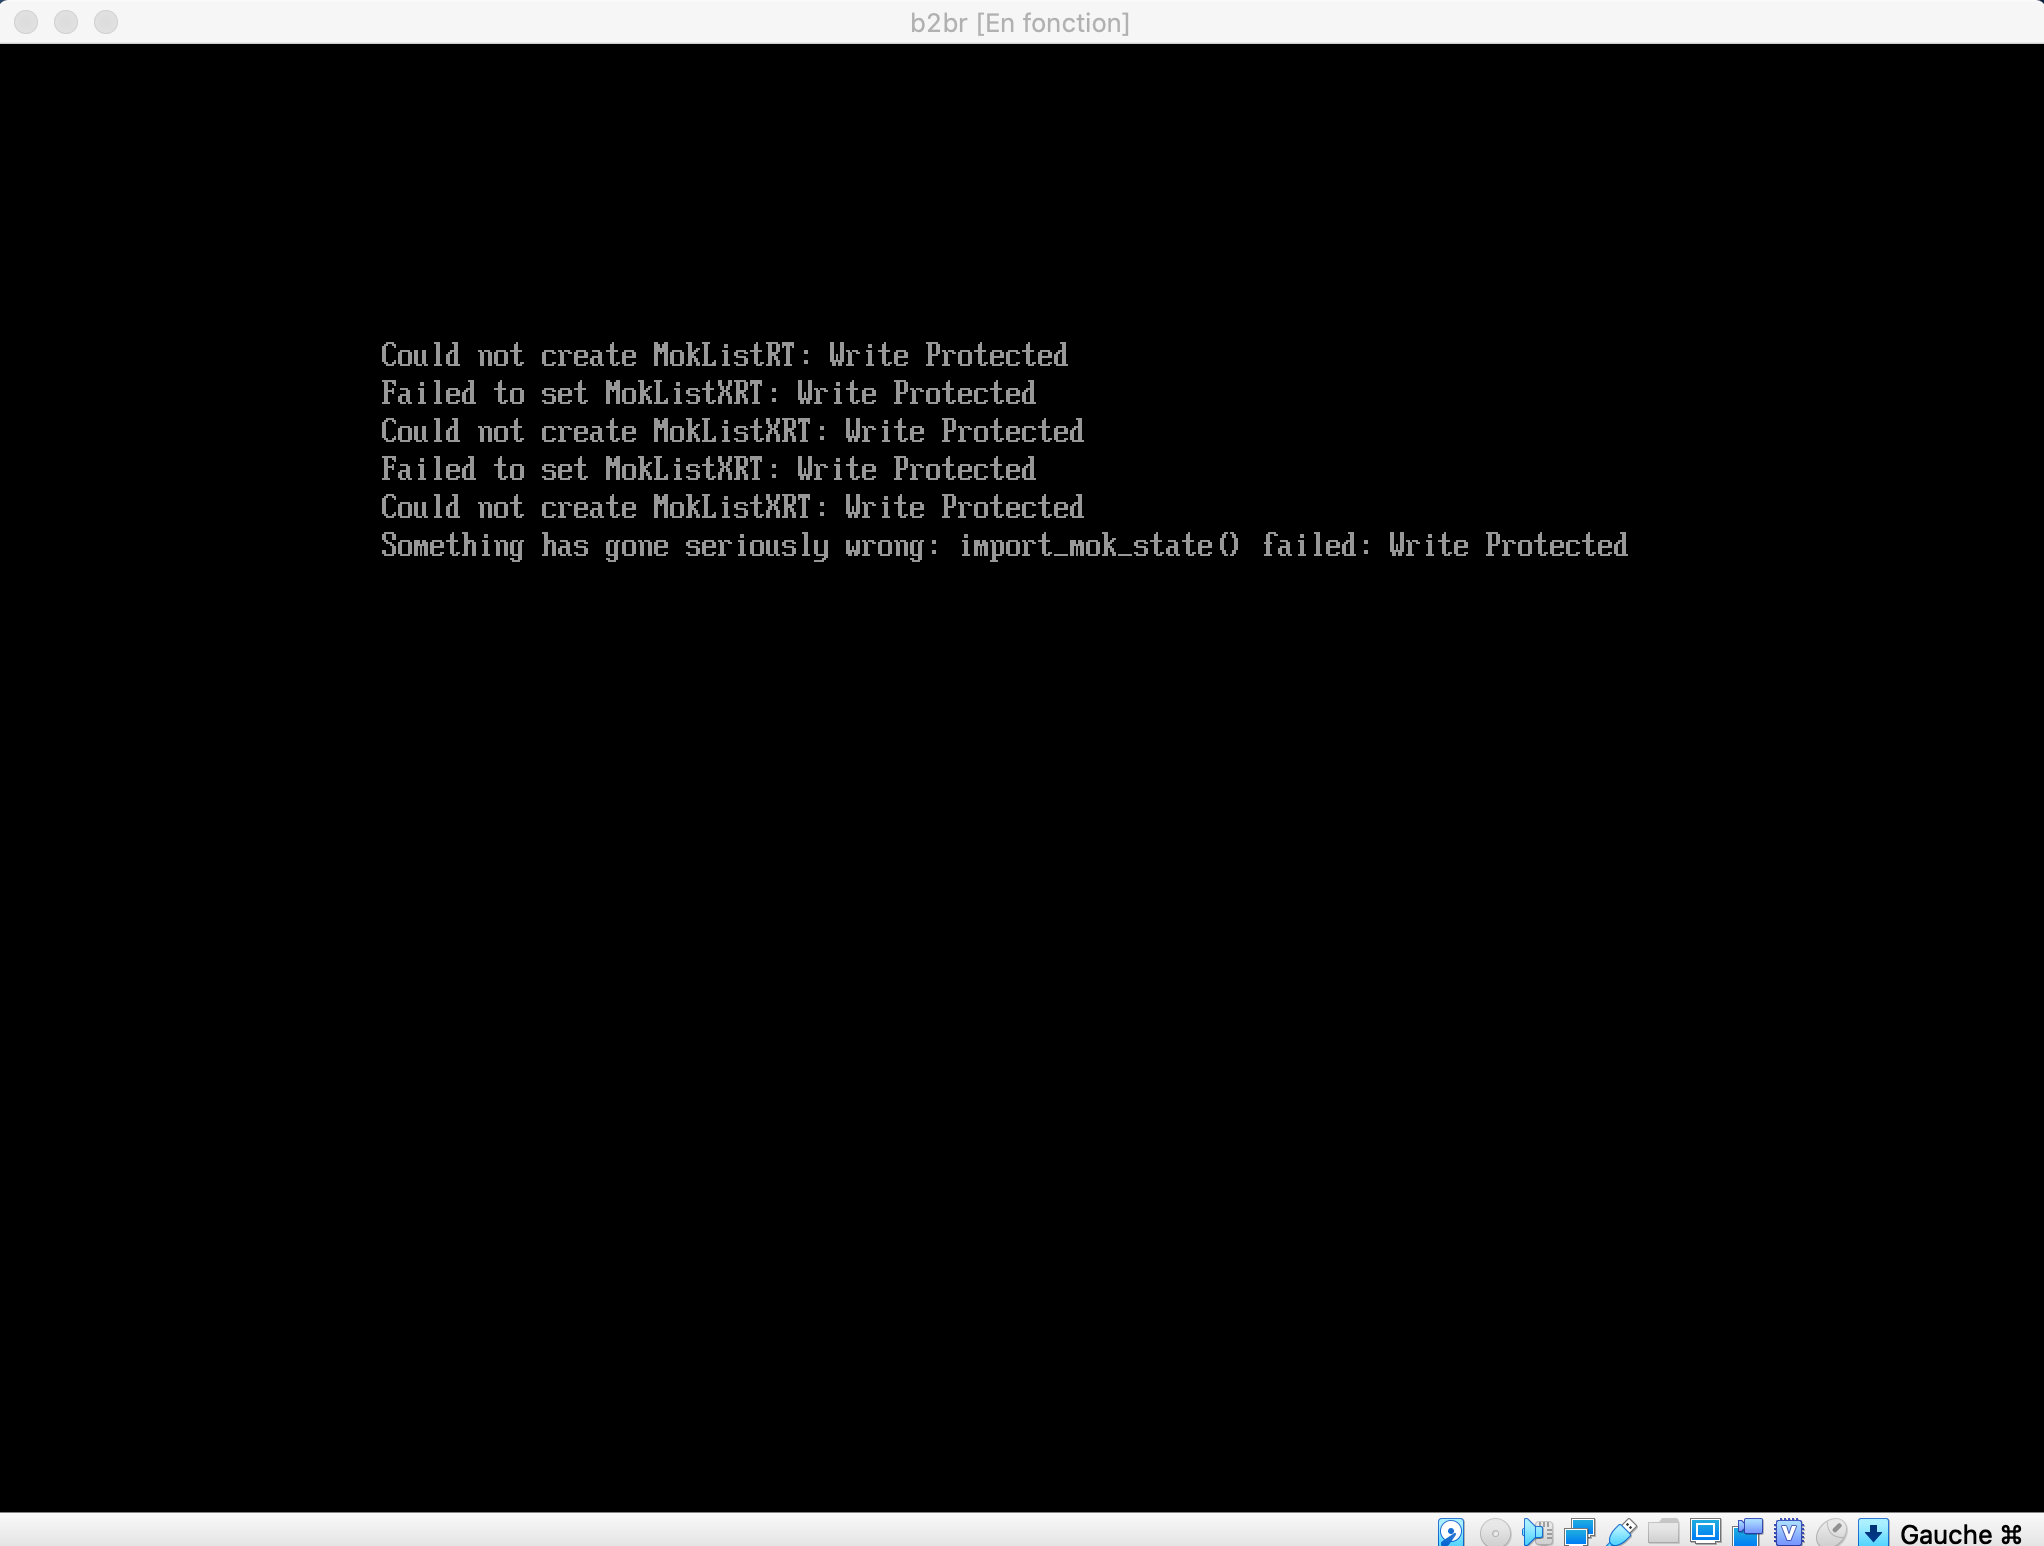 b2br [En fonction]
Could not create MokListRT: Write Protected
Failed to set MokListXRT: Write Protected
Could not create MokListXRT: Write Protected
Failed to set MokListXRT: Write Protected
Could not create MokListXRT: Write Protected
Something has gone seriously wrong: import_mok_state() failed: Write Protected
Gauche ⌘